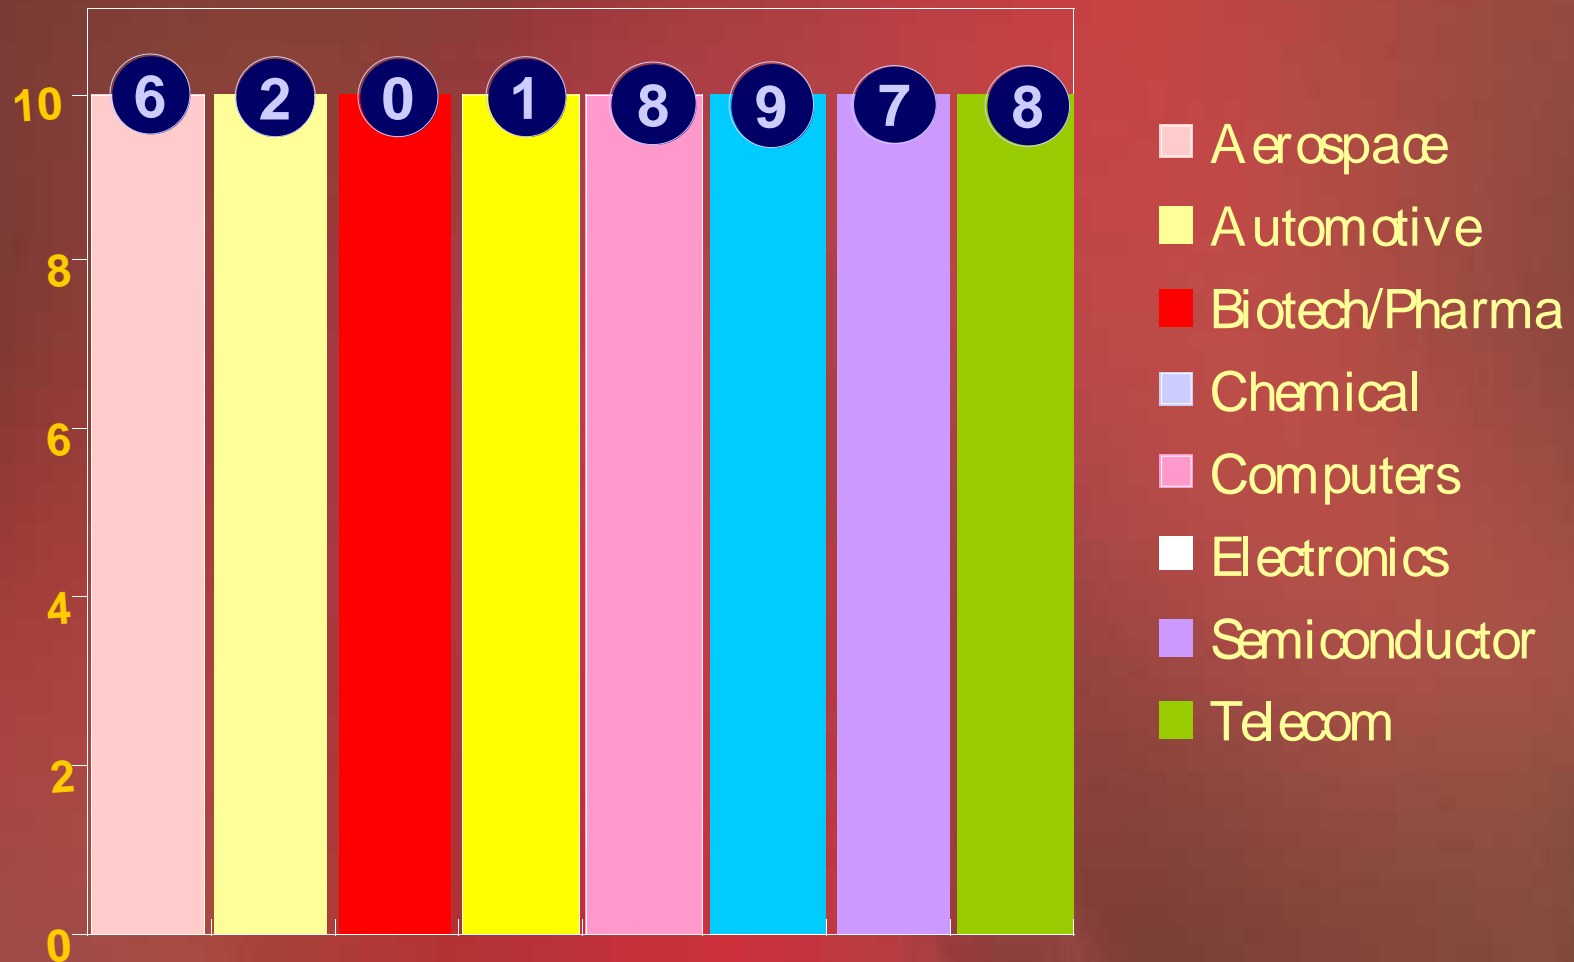 6 2 0 1 8 9 7 8
10
8
6
4
2
0
Aerospace
Automotive
Biotech/Pharma
Chemical
Computers
Electronics
Semiconductor
Telecom